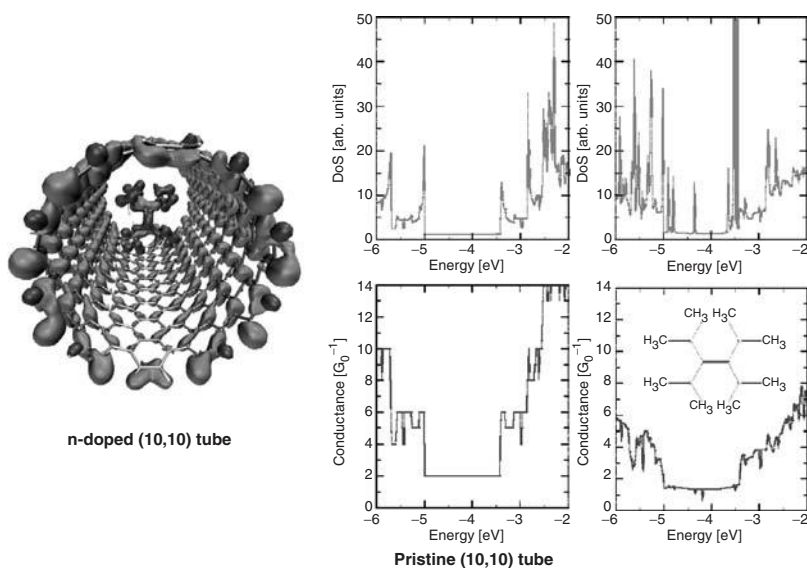 n-doped (10,10) tube
50
40
30
20
10
0
DoS [arb. units]
–6 –5 –4 –3 –2
Energy [eV]
50
40
30
20
10
0
DoS [arb. units]
–6 –5 –4 –3 –2
Energy [eV]
14
12
10
8
6
4
2
0
Conductance [G₀⁻¹]
–6 –5 –4 –3 –2
Energy [eV]
14
12
10
8
6
4
2
0
Conductance [G₀⁻¹]
CH₃ H₃C
H₃C CH₃
H₃C CH₃
CH₃ H₃C
–6 –5 –4 –3 –2
Energy [eV]
Pristine (10,10) tube